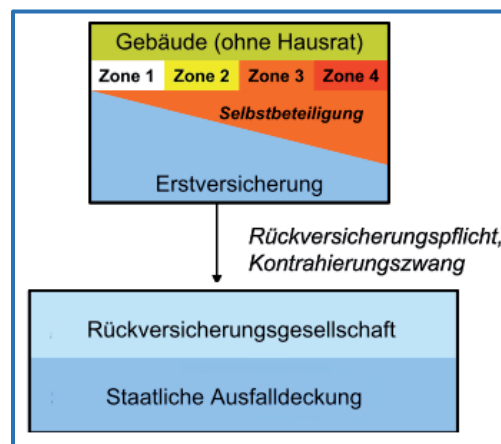 Gebäude (ohne Hausrat)
Zone 1 Zone 2 Zone 3 Zone 4
Selbstbeteiligung
Erstversicherung
Rückversicherungspflicht,
Kontrahierungszwang
Rückversicherungsgesellschaft
Staatliche Ausfalldeckung